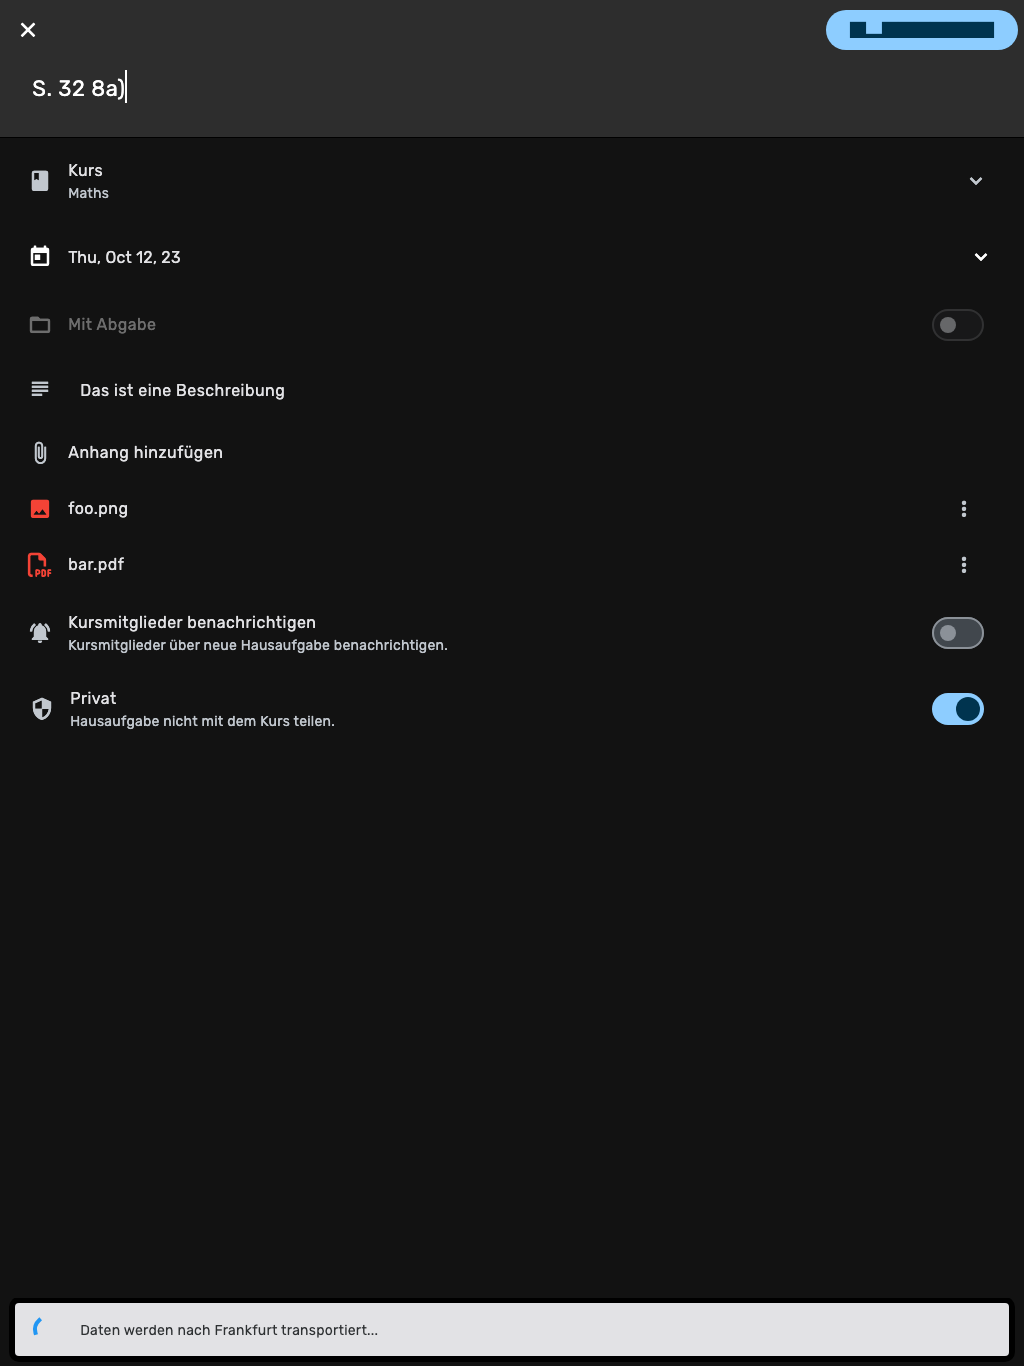 S. 32 8a)
Kurs
Maths
Thu, Oct 12, 23
Mit Abgabe
Das ist eine Beschreibung
Anhang hinzufügen
foo.png
PDF
bar.pdf
Kursmitglieder benachrichtigen
Kursmitglieder über neue Hausaufgabe benachrichtigen.
Privat
Hausaufgabe nicht mit dem Kurs teilen.
Daten werden nach Frankfurt transportiert...